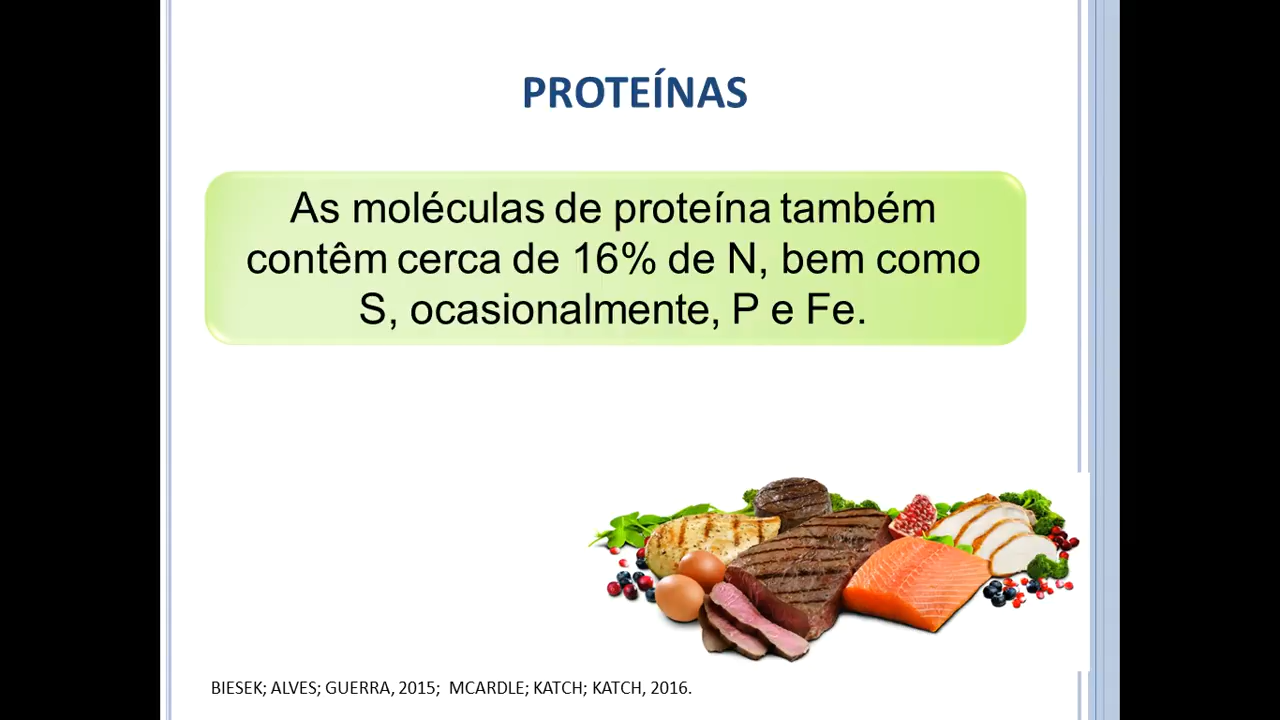 PROTEÍNAS
As moléculas de proteína também
contêm cerca de 16% de N, bem como
S, ocasionalmente, P e Fe.
BIESEK; ALVES; GUERRA, 2015;  MCARDLE; KATCH; KATCH, 2016.